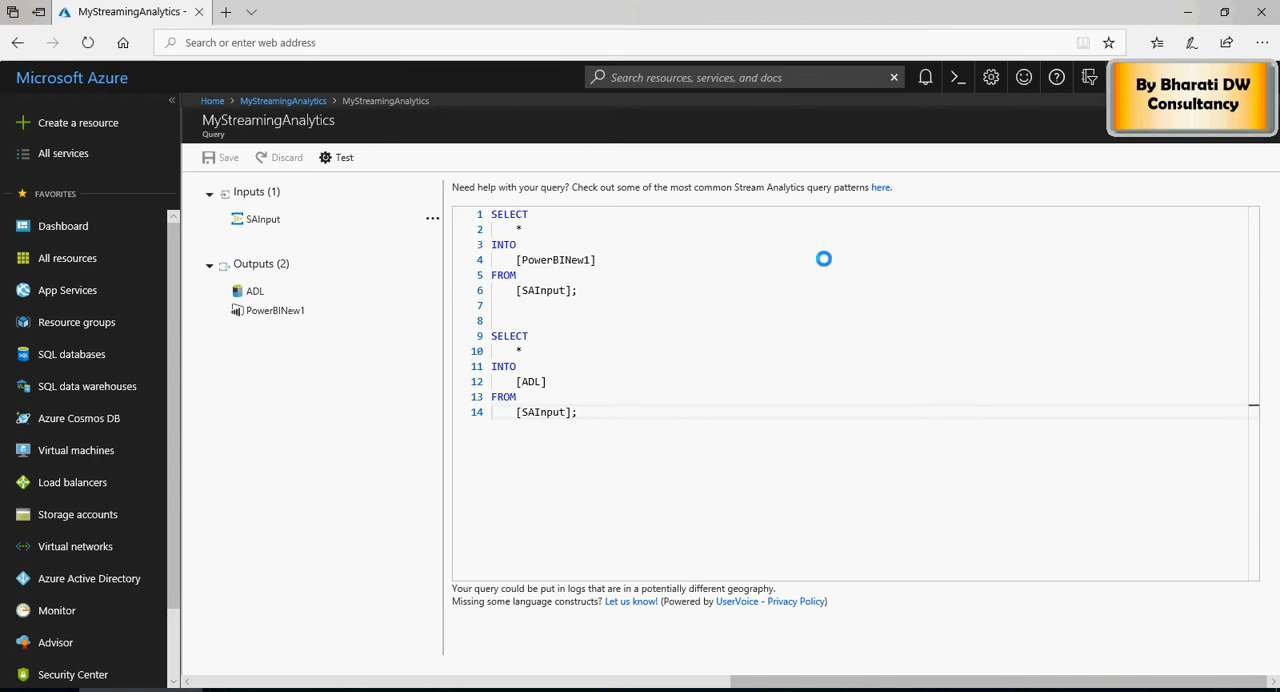 MyStreamingAnalytics -
Search or enter web address
Microsoft Azure
Search resources, services, and docs
By Bharati DW
Consultancy
Home
MyStreamingAnalytics
MyStreamingAnalytics
MyStreamingAnalytics
Query
Create a resource
All services
FAVORITES
Dashboard
All resources
App Services
Resource groups
SQL databases
SQL data warehouses
Azure Cosmos DB
Virtual machines
Load balancers
Storage accounts
Virtual networks
Azure Active Directory
Monitor
Advisor
Security Center
Save
Discard
Test
Inputs (1)
SAInput
Outputs (2)
ADL
PowerBINew1
Need help with your query? Check out some of the most common Stream Analytics query patterns here.
1 SELECT
2 *
3 INTO
4 [PowerBINew1]
5 FROM
6 [SAInput];
7
8
9 SELECT
10 *
11 INTO
12 [ADL]
13 FROM
14 [SAInput];
Your query could be put in logs that are in a potentially different geography.
Missing some language constructs? Let us know! (Powered by UserVoice - Privacy Policy)